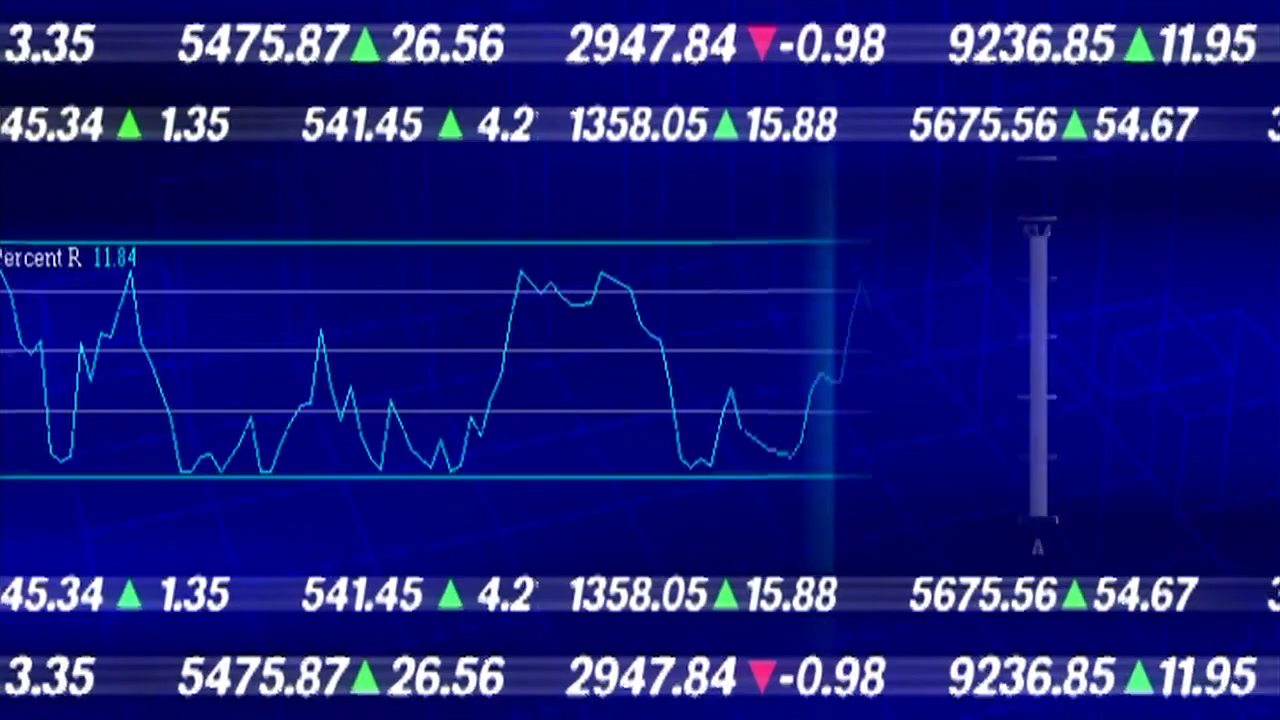 3.35 5475.87 ▲ 26.56 2947.84 ▼ -0.98 9236.85 ▲ 11.95
45.34 ▲ 1.35 541.45 ▲ 4.2 1358.05 ▲ 15.88 5675.56 ▲ 54.67
Percent R 11.84
A
45.34 ▲ 1.35 541.45 ▲ 4.2 1358.05 ▲ 15.88 5675.56 ▲ 54.67
3.35 5475.87 ▲ 26.56 2947.84 ▼ -0.98 9236.85 ▲ 11.95